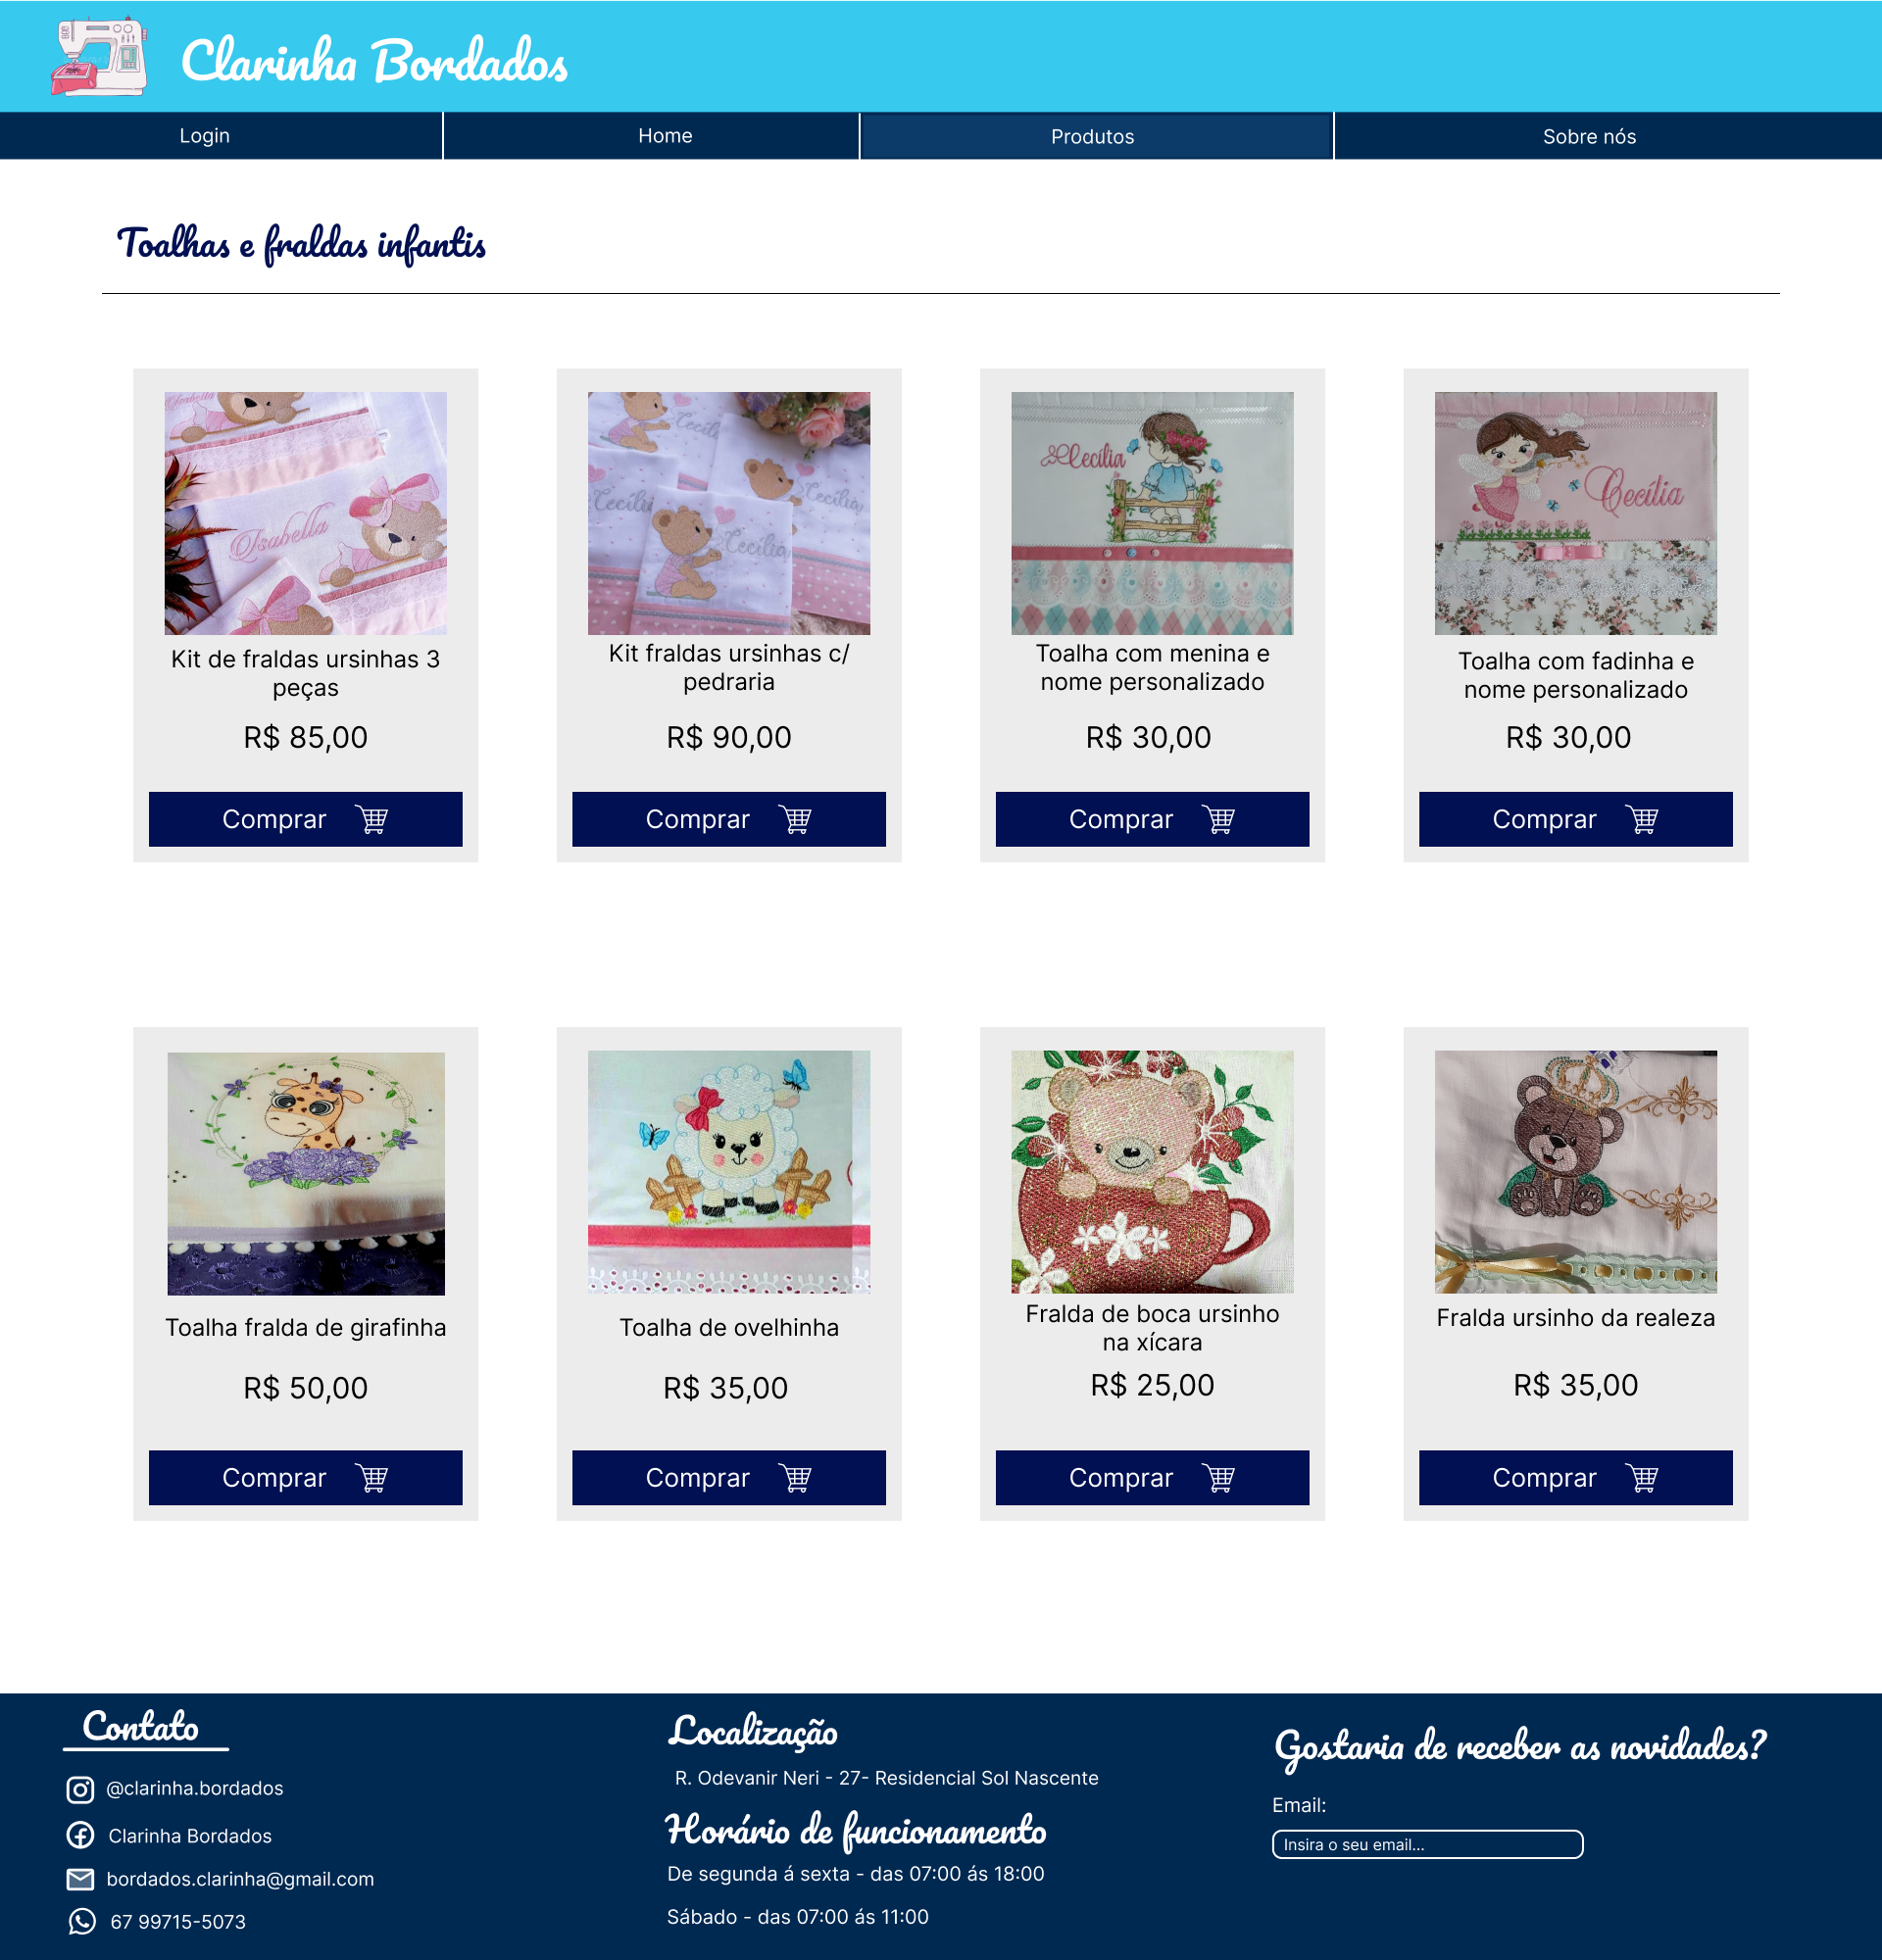 Clarinha Bordados
Login
Home
Produtos
Sobre nós
Toalhas e fraldas infantis
Isabella
Isabella
Cecília
Cecília
Cecília
Cecília
Cecília
Cecília
Kit de fraldas ursinhas 3
peças
R$ 85,00
Comprar
Kit fraldas ursinhas c/
pedraria
R$ 90,00
Comprar
Toalha com menina e
nome personalizado
R$ 30,00
Comprar
Toalha com fadinha e
nome personalizado
R$ 30,00
Comprar
Toalha fralda de girafinha
R$ 50,00
Comprar
Toalha de ovelhinha
R$ 35,00
Comprar
Fralda de boca ursinho
na xícara
R$ 25,00
Comprar
Fralda ursinho da realeza
R$ 35,00
Comprar
Contato
@clarinha.bordados
Clarinha Bordados
bordados.clarinha@gmail.com
67 99715-5073
Localização
R. Odevanir Neri - 27- Residencial Sol Nascente
Horário de funcionamento
De segunda á sexta - das 07:00 ás 18:00
Sábado - das 07:00 ás 11:00
Gostaria de receber as novidades?
Email:
Insira o seu email...